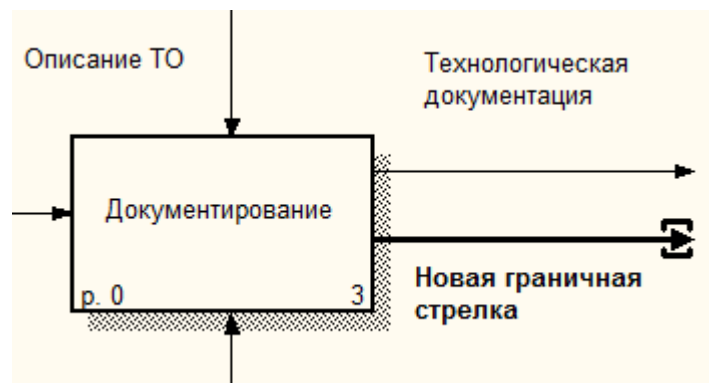 Описание ТО
Технологическая
документация
Документирование
р. 0
3
Новая граничная
стрелка